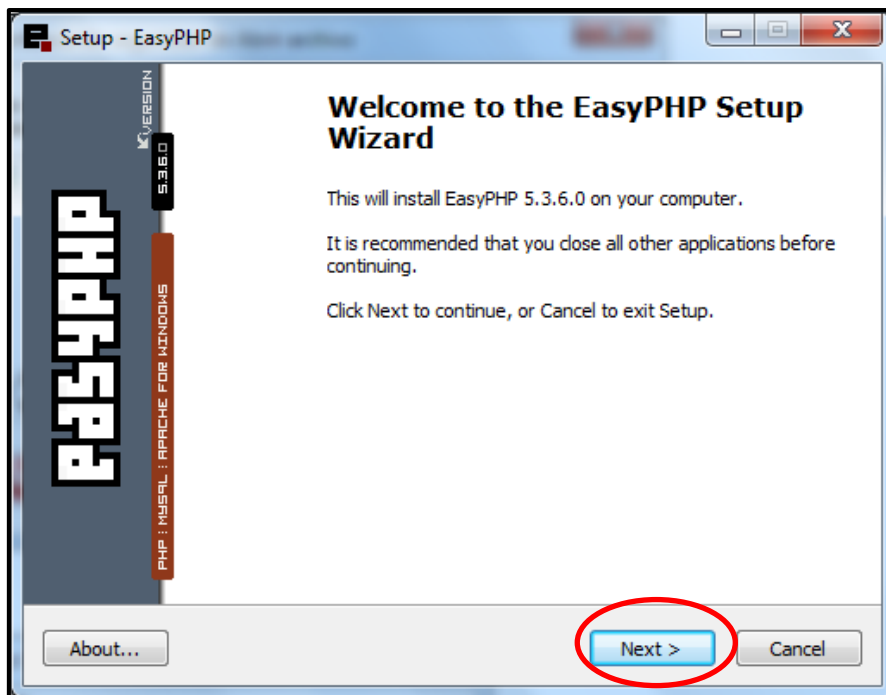 Setup - EasyPHP
Welcome to the EasyPHP Setup
Wizard
This will install EasyPHP 5.3.6.0 on your computer.
It is recommended that you close all other applications before
continuing.
Click Next to continue, or Cancel to exit Setup.
VERSION
5.3.6.0
easyPHP
PHP : MYSQL : APACHE FOR WINDOWS
About...
Next >
Cancel